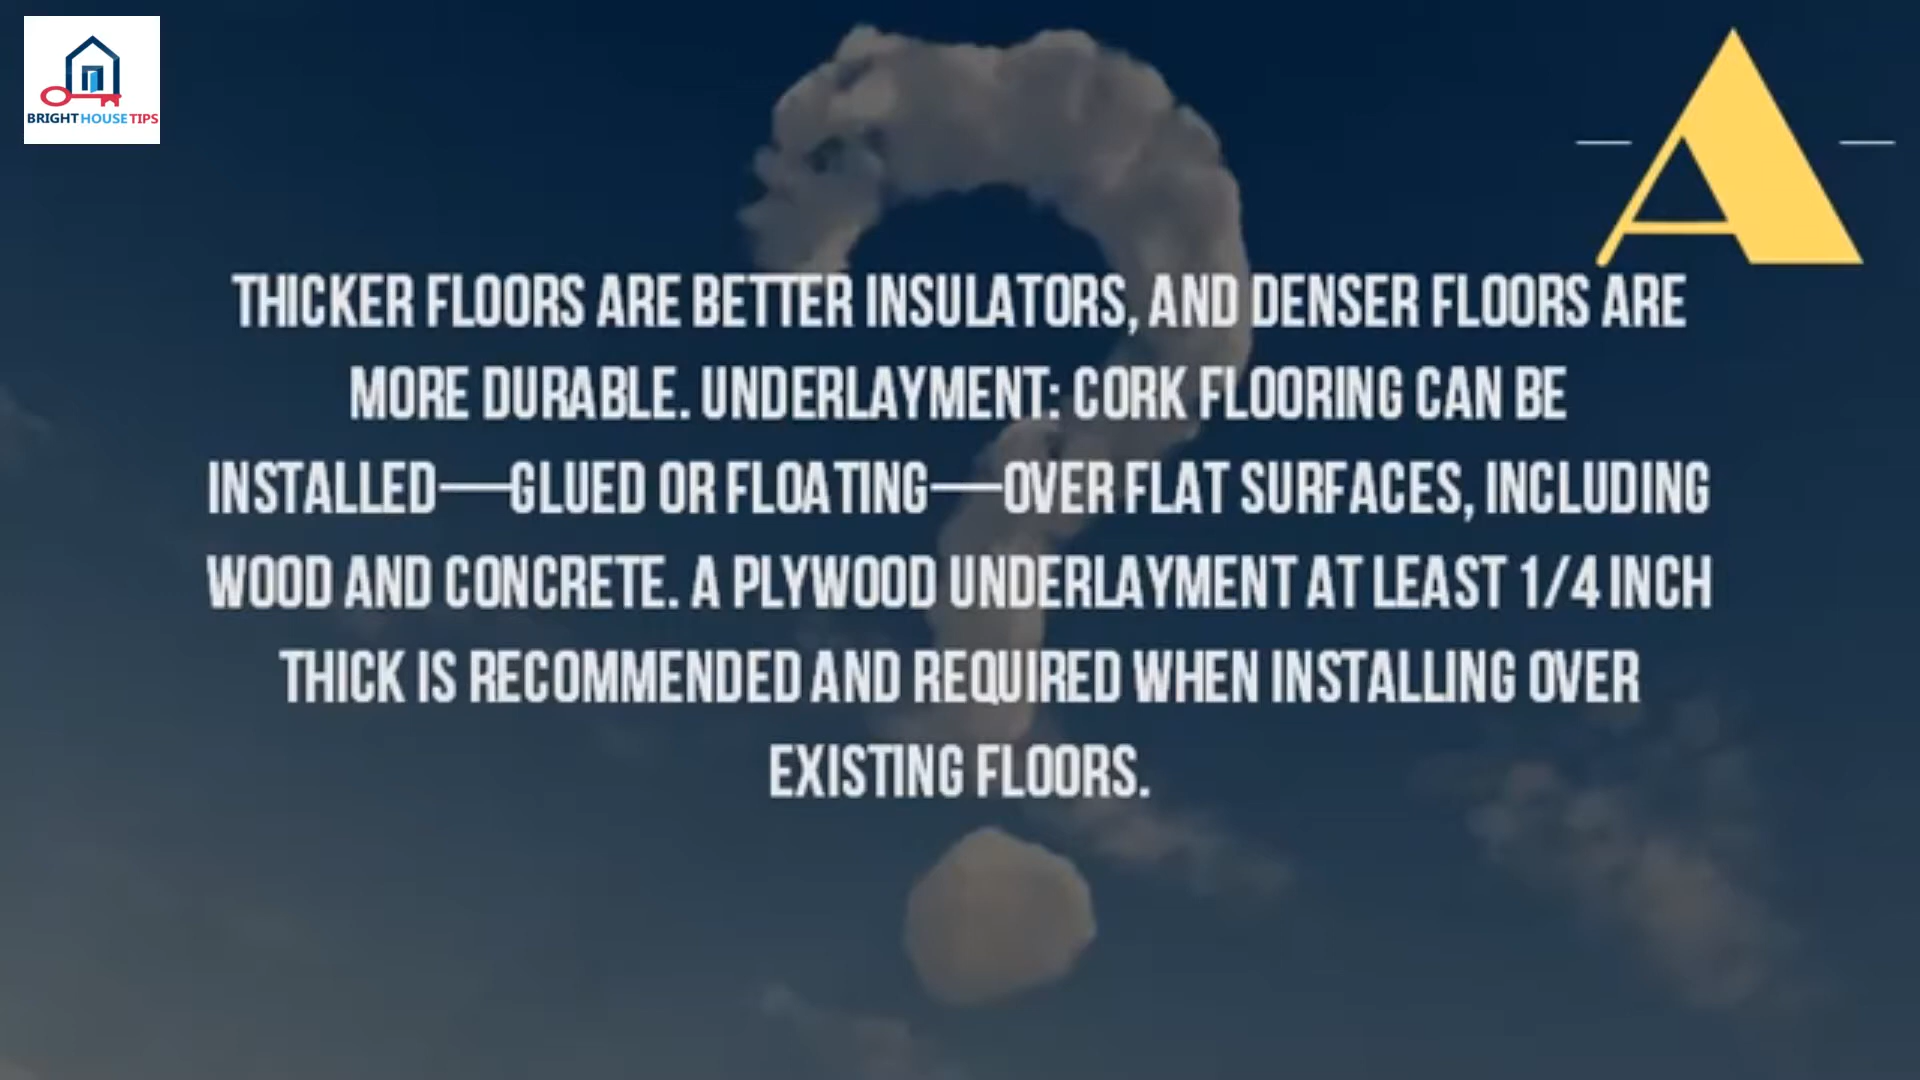 BRIGHT HOUSE TIPS
A
THICKER FLOORS ARE BETTER INSULATORS, AND DENSER FLOORS ARE
MORE DURABLE. UNDERLAYMENT: CORK FLOORING CAN BE
INSTALLED—GLUED OR FLOATING—OVER FLAT SURFACES, INCLUDING
WOOD AND CONCRETE. A PLYWOOD UNDERLAYMENT AT LEAST 1/4 INCH
THICK IS RECOMMENDED AND REQUIRED WHEN INSTALLING OVER
EXISTING FLOORS.